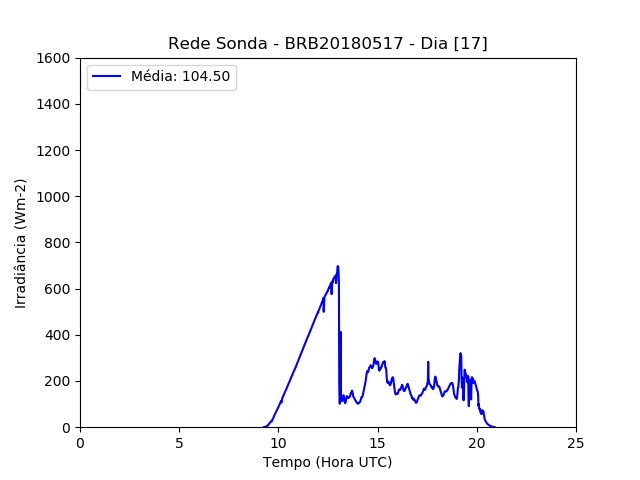 Rede Sonda - BRB20180517 - Dia [17]
Média: 104.50
1600
1400
1200
1000
800
600
400
200
0
Irradiância (Wm-2)
0 5 10 15 20 25
Tempo (Hora UTC)